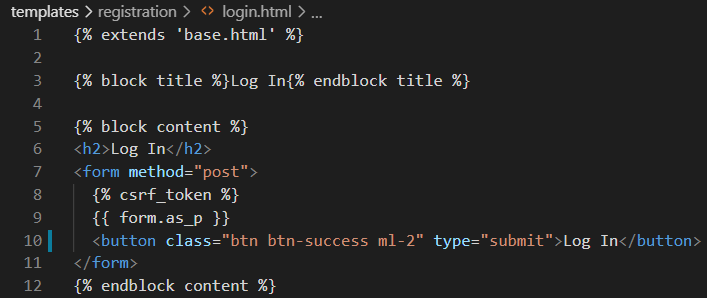 templates > registration > <> login.html > ...
1 {% extends 'base.html' %}
2
3 {% block title %}Log In{% endblock title %}
4
5 {% block content %}
6 <h2>Log In</h2>
7 <form method="post">
8 {% csrf_token %}
9 {{ form.as_p }}
10 <button class="btn btn-success ml-2" type="submit">Log In</button>
11 </form>
12 {% endblock content %}